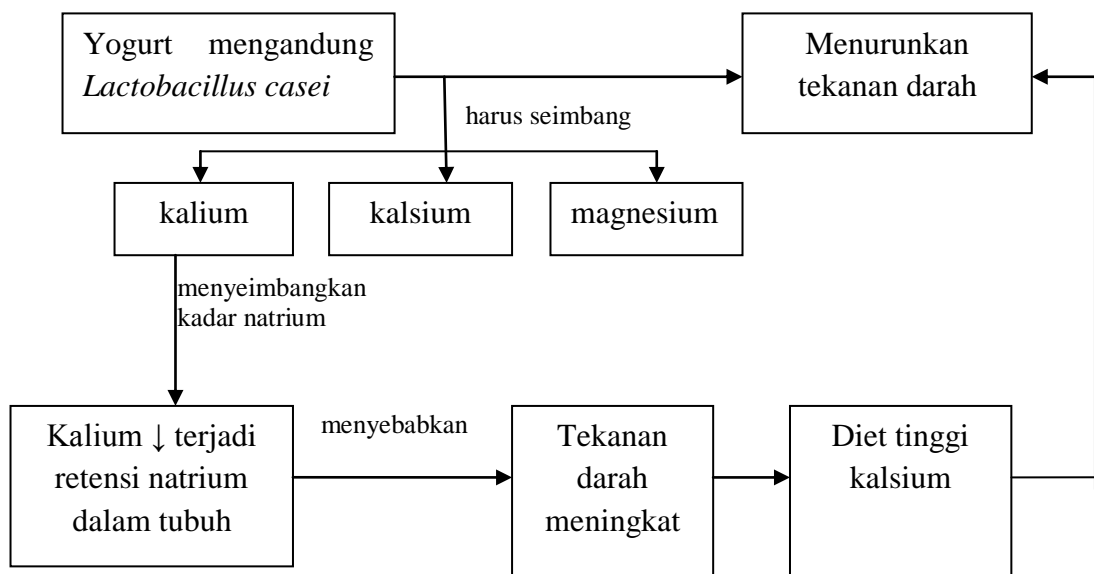 Yogurt mengandung
Lactobacillus casei
Menurunkan
tekanan darah
harus seimbang
kalium
kalsium
magnesium
menyeimbangkan
kadar natrium
Kalium ↓ terjadi
retensi natrium
dalam tubuh
menyebabkan
Tekanan
darah
meningkat
Diet tinggi
kalsium